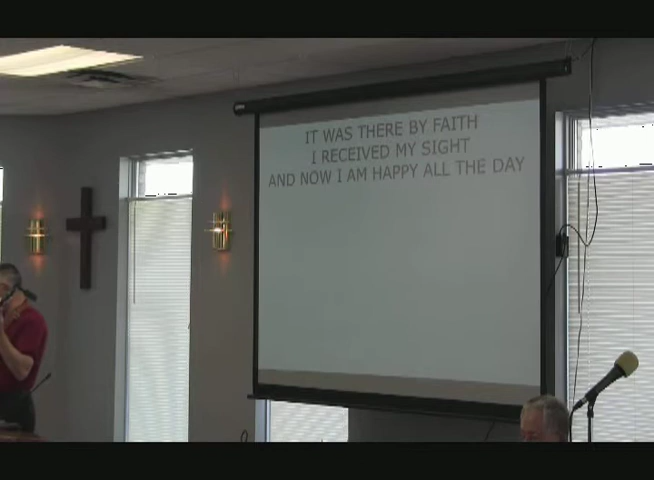 IT WAS THERE BY FAITH
I RECEIVED MY SIGHT
AND NOW I AM HAPPY ALL THE DAY